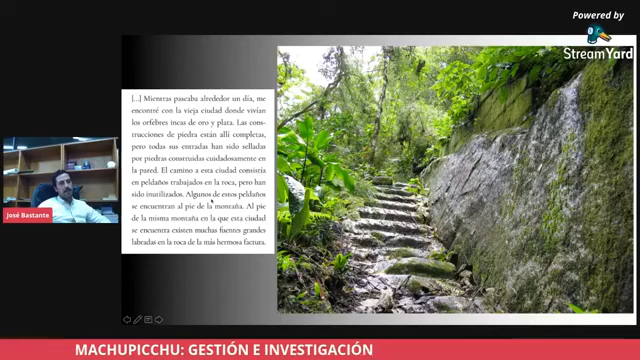 Powered by
StreamYard
[...] Mientras paseaba alrededor un día, me
encontré con la vieja ciudad donde vivían
los orfebres incas de oro y plata. Las cons-
trucciones de piedra están allí completas,
pero todas sus entradas han sido selladas
por piedras construidas cuidadosamente en
la pared. El camino a esta ciudad consistía
en peldaños trabajados en la roca, pero han
sido inutilizados. Algunos de estos peldaños
se encuentran al pie de la montaña. Al pie
de la misma montaña en la que esta ciudad
se encuentra existen muchas fuentes grandes
labradas en la roca de la más hermosa factura.
José Bastante
MACHUPICCHU: GESTIÓN E INVESTIGACIÓN